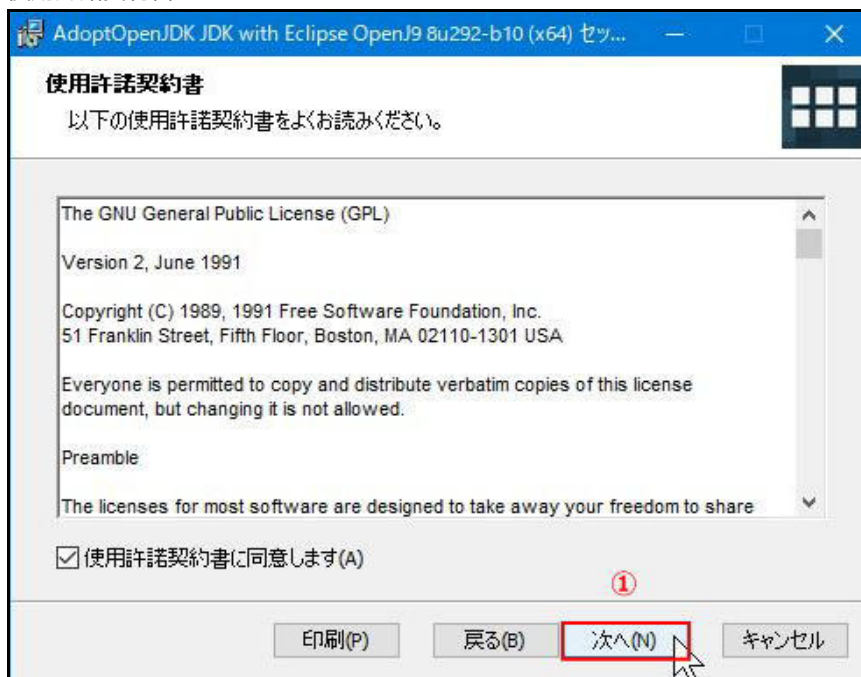 AdoptOpenJDK JDK with Eclipse OpenJ9 8u292-b10 (x64) セッ...
使用許諾契約書
以下の使用許諾契約書をよくお読みください。
The GNU General Public License (GPL)
Version 2, June 1991
Copyright (C) 1989, 1991 Free Software Foundation, Inc.
51 Franklin Street, Fifth Floor, Boston, MA 02110-1301 USA
Everyone is permitted to copy and distribute verbatim copies of this license
document, but changing it is not allowed.
Preamble
The licenses for most software are designed to take away your freedom to share
使用許諾契約書に同意します(A)
①
印刷(P) 戻る(B) 次へ(N) キャンセル